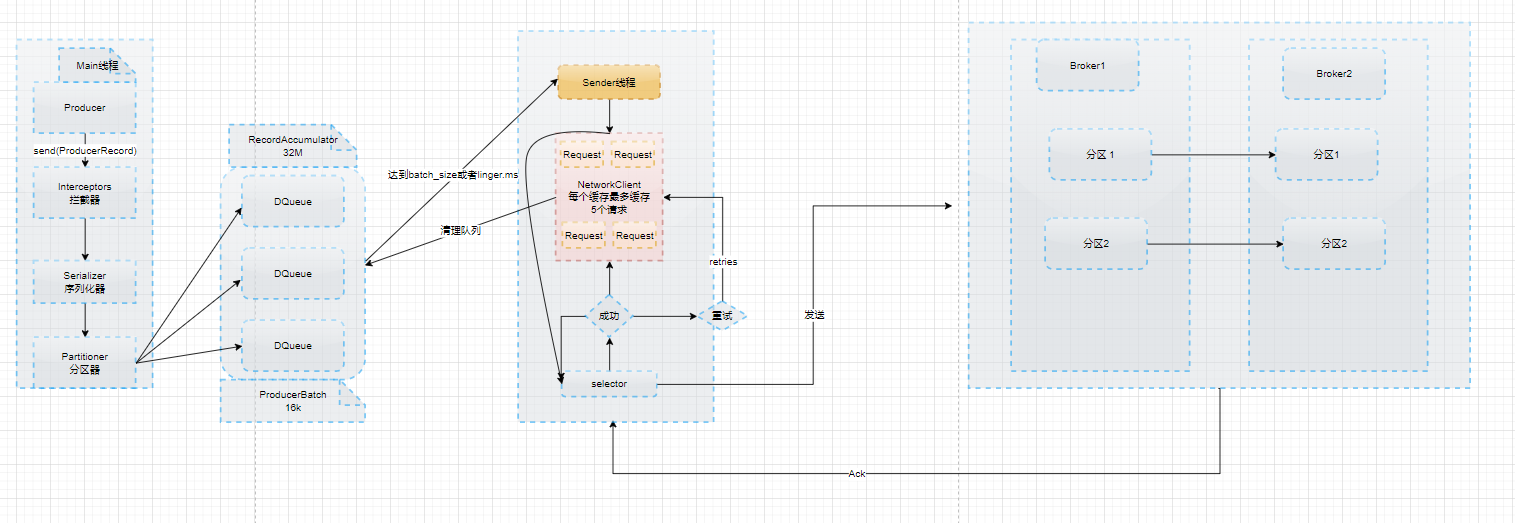 Main线程
Producer
send(ProducerRecord)
Interceptors
拦截器
Serializer
序列化器
Partitioner
分区器
RecordAccumulator
32M
DQueue
DQueue
DQueue
ProducerBatch
16k
达到batch_size或者linger.ms
清理队列
Sender线程
Request
Request
NetworkClient
每个缓存最多缓存
5个请求
Request
Request
retries
成功
重试
selector
发送
Ack
Broker1
Broker2
分区 1
分区1
分区2
分区2